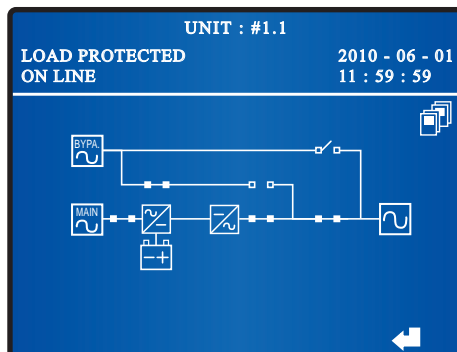 UNIT : #1.1
LOAD PROTECTED 2010 - 06 - 01
ON LINE 11 : 59 : 59
BYPA.
MAIN